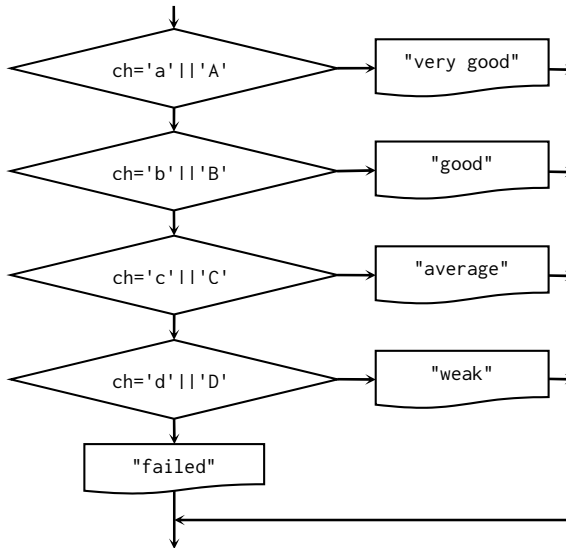 ch='a'||'A'
"very good"
ch='b'||'B'
"good"
ch='c'||'C'
"average"
ch='d'||'D'
"weak"
"failed"